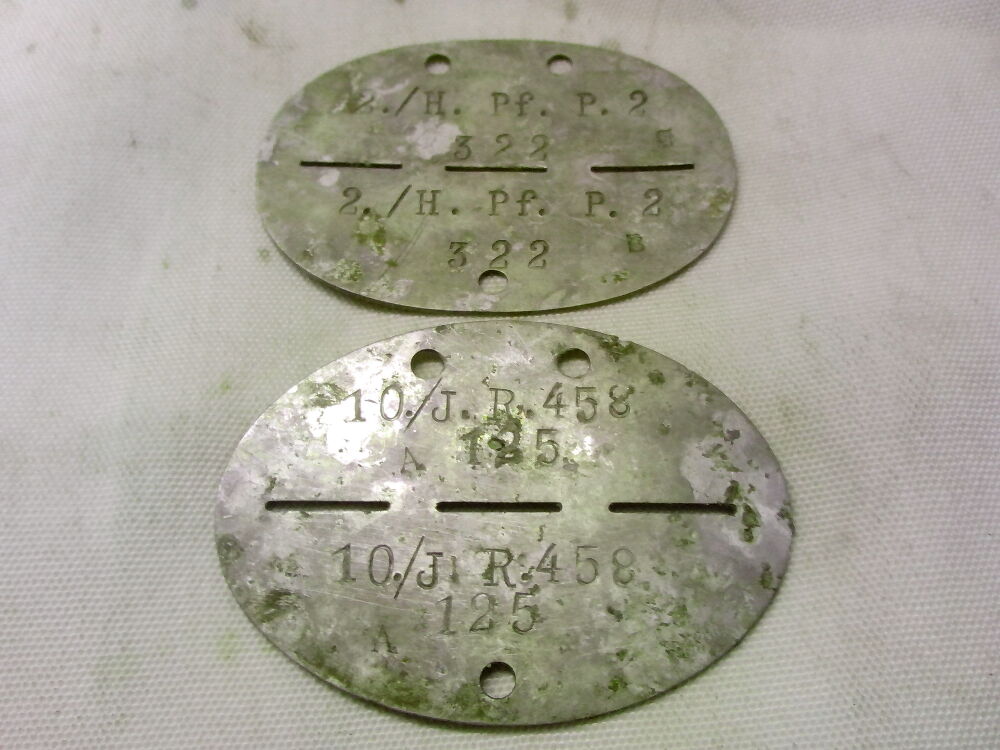 2./H. Pf. P. 2
322 B
2./H. Pf. P. 2
322 B
10./J. R. 458
125
A
10./J. R. 458
125
A